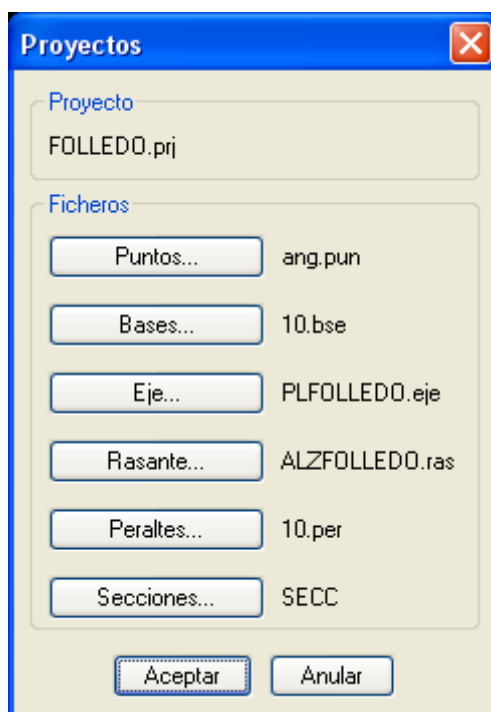 Proyectos
Proyecto
FOLLEDO.prj
Ficheros
Puntos... ang.pun
Bases... 10.bse
Eje... PLFOLLEDO.eje
Rasante... ALZFOLLEDO.ras
Peraltes... 10.per
Secciones... SECC
Aceptar Anular